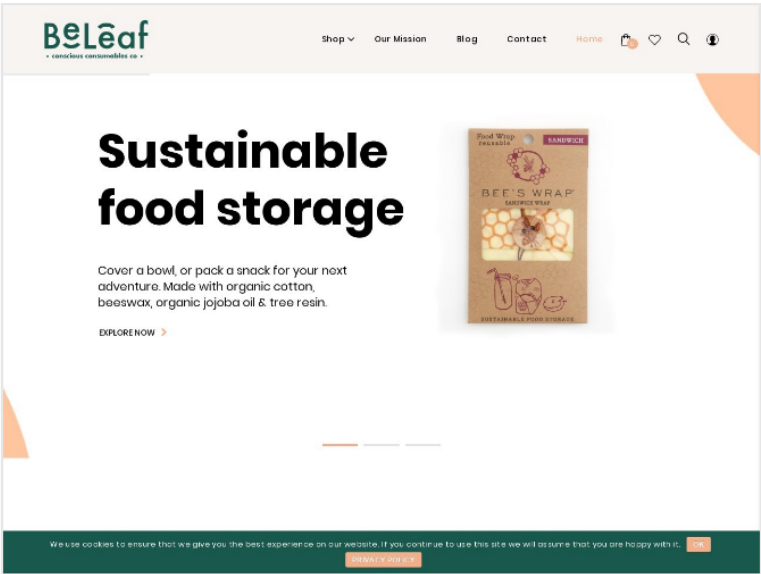 BeLeaf
• conscious consumables co •
Shop Our Mission Blog Contact Home
Sustainable
food storage
Cover a bowl, or pack a snack for your next
adventure. Made with organic cotton,
beeswax, organic jojoba oil & tree resin.
EXPLORE NOW
Food Wrap
reusable
SANDWICH
BEE'S WRAP
SANDWICH WRAP
SUSTAINABLE FOOD STORAGE
We use cookies to ensure that we give you the best experience on our website. If you continue to use this site we will assume that you are happy with it. OK
PRIVACY POLICY